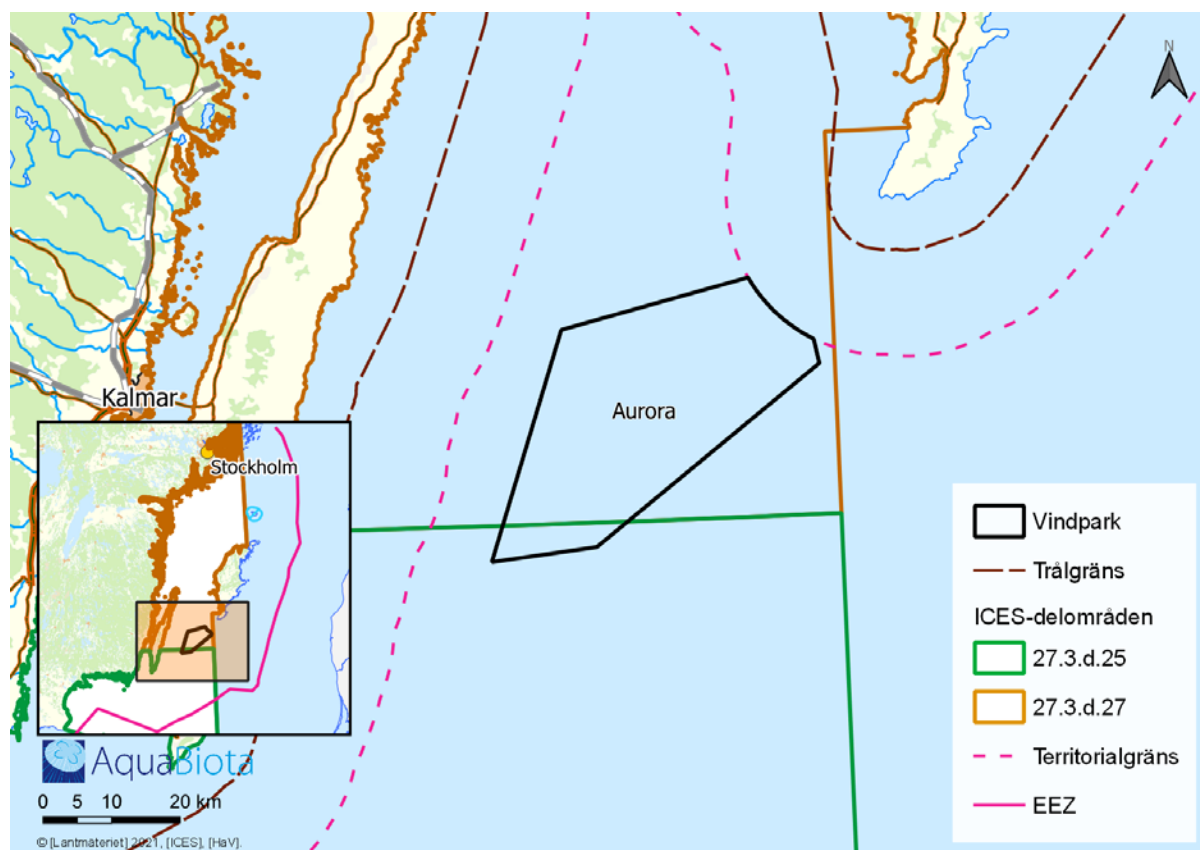 N
Kalmar
Aurora
Stockholm
Vindpark
Trålgräns
ICES-delområden
27.3.d.25
27.3.d.27
Territorialgräns
EEZ
AquaBiota
0 5 10 20 km
© [Lantmäteriet] 2021, [ICES], [HaV].